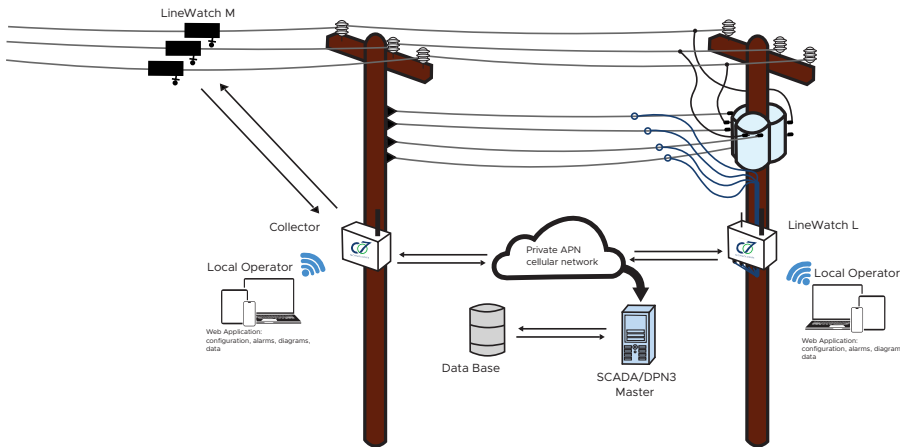 LineWatch M
Collector
LineWatch L
Private APN
cellular network
Local Operator
Local Operator
Web Application:
configuration, alarms, diagrams,
data
Web Application:
configuration, alarms, diagram
data
Data Base
SCADA/DPN3
Master